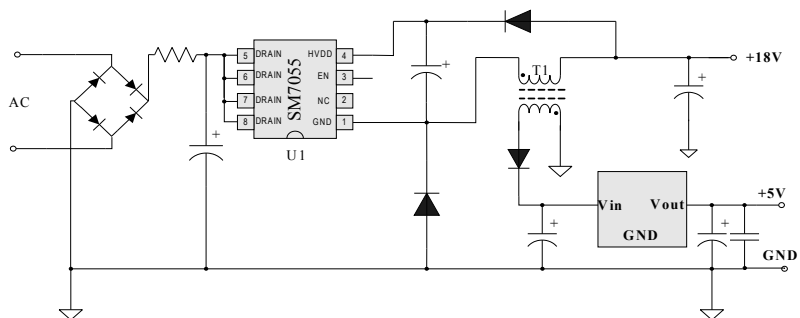 AC
+
5 DRAIN HVDD 4
6 DRAIN EN 3
7 DRAIN NC 2
8 DRAIN GND 1
SM7055
U1
+
T1
+18V
+
Vin Vout
GND
+
+5V
+
GND